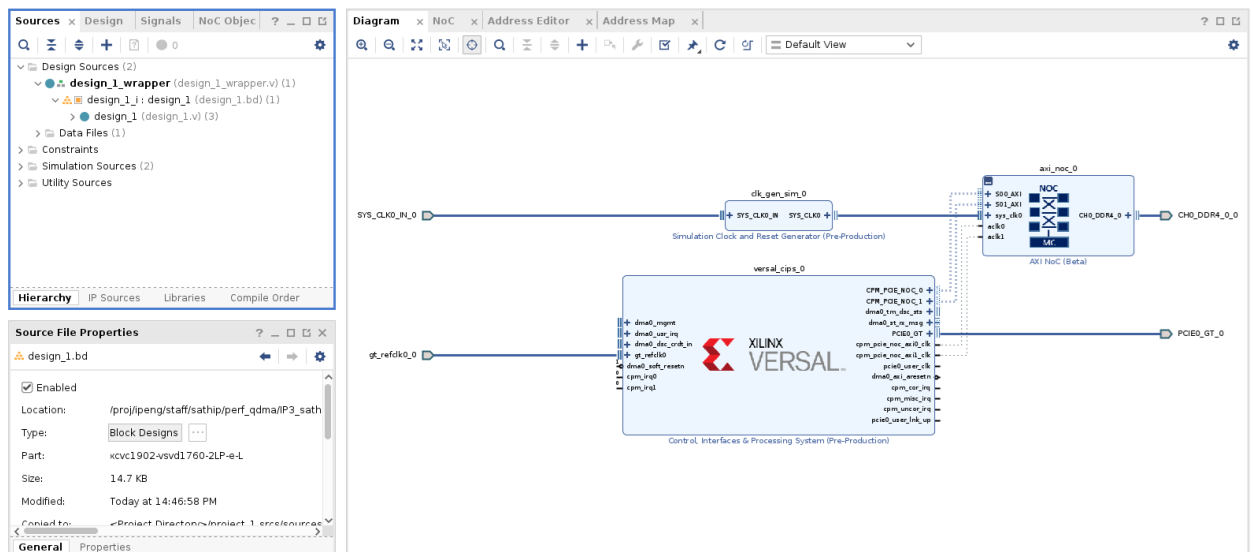 Sources × Design Signals NoC Objec ? _ □
0
Design Sources (2)
design_1_wrapper (design_1_wrapper.v) (1)
design_1_i : design_1 (design_1.bd) (1)
design_1 (design_1.v) (3)
Data Files (1)
Constraints
Simulation Sources (2)
Utility Sources
Hierarchy IP Sources Libraries Compile Order
Source File Properties ? _ □ ×
design_1.bd
Enabled
Location: /proj/ipeng/staff/sathip/perf_qdma/IP3_sath
Type: Block Designs ...
Part: xcvc1902-vsvd1760-2LP-e-L
Size: 14.7 KB
Modified: Today at 14:46:58 PM
Copied to: <Project Directory>/project_1.srcs/sources
General Properties
Diagram × NoC × Address Editor × Address Map × ? □
Default View
SYS_CLK0_IN_0
clk_gen_sim_0
SYS_CLK0_IN SYS_CLK0
Simulation Clock and Reset Generator (Pre-Production)
axi_noc_0
S00_AXI
S01_AXI
sys_clk0
aclk0
aclk1
NOC
MC
CH0_DDR4_0
AXI NoC (Beta)
CH0_DDR4_0_0
gt_refclk0_0
versal_cips_0
dma0_mgmt
dma0_usr_irq
dma0_dsc_crdt_in
gt_refclk0
dma0_soft_resetn
cpm_irq0
cpm_irq1
XILINX
VERSAL
CPM_PCIE_NOC_0
CPM_PCIE_NOC_1
dma0_tm_dsc_sts
dma0_st_rx_msg
PCIE0_GT
cpm_pcie_noc_axi0_clk
cpm_pcie_noc_axi1_clk
pcie0_user_clk
dma0_axi_aresetn
cpm_cor_irq
cpm_misc_irq
cpm_uncor_irq
pcie0_user_lnk_up
Control, Interfaces & Processing System (Pre-Production)
PCIE0_GT_0